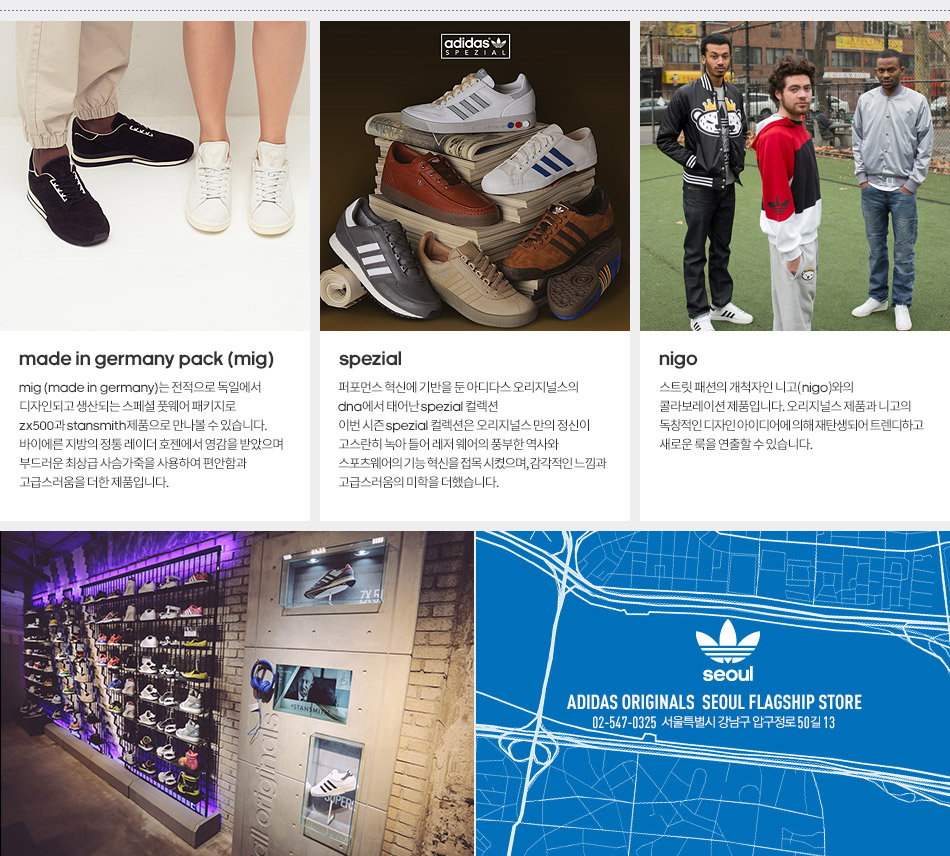 adidas
SPEZIAL
made in germany pack (mig)
mig (made in germany)는 전적으로 독일에서
디자인되고 생산되는 스페셜 풋웨어 패키지로
zx500과 stansmith제품으로 만나볼 수 있습니다.
바이에른 지방의 정통 레이더 호젠에서 영감을 받았으며
부드러운 최상급 사슴가죽을 사용하여 편안함과
고급스러움을 더한 제품입니다.
spezial
퍼포먼스 혁신에 기반을 둔 아디다스 오리지널스의
dna에서 태어난 spezial 컬렉션
이번 시즌 spezial 컬렉션은 오리지널스 만의 정신이
고스란히 녹아 들어 레저 웨어의 풍부한 역사와
스포츠웨어의 기능 혁신을 접목 시켰으며, 감각적인 느낌과
고급스러움의 미학을 더했습니다.
nigo
스트릿 패션의 개척자인 니고(nigo)와의
콜라보레이션 제품입니다. 오리지널스 제품과 니고의
독창적인 디자인 아이디어에 의해 재탄생되어 트렌디하고
새로운 룩을 연출할 수 있습니다.
ZX 5
#STANSMITH
SUPER
all originals
seoul
ADIDAS ORIGINALS SEOUL FLAGSHIP STORE
02-547-0325 서울특별시 강남구 압구정로 50길 13